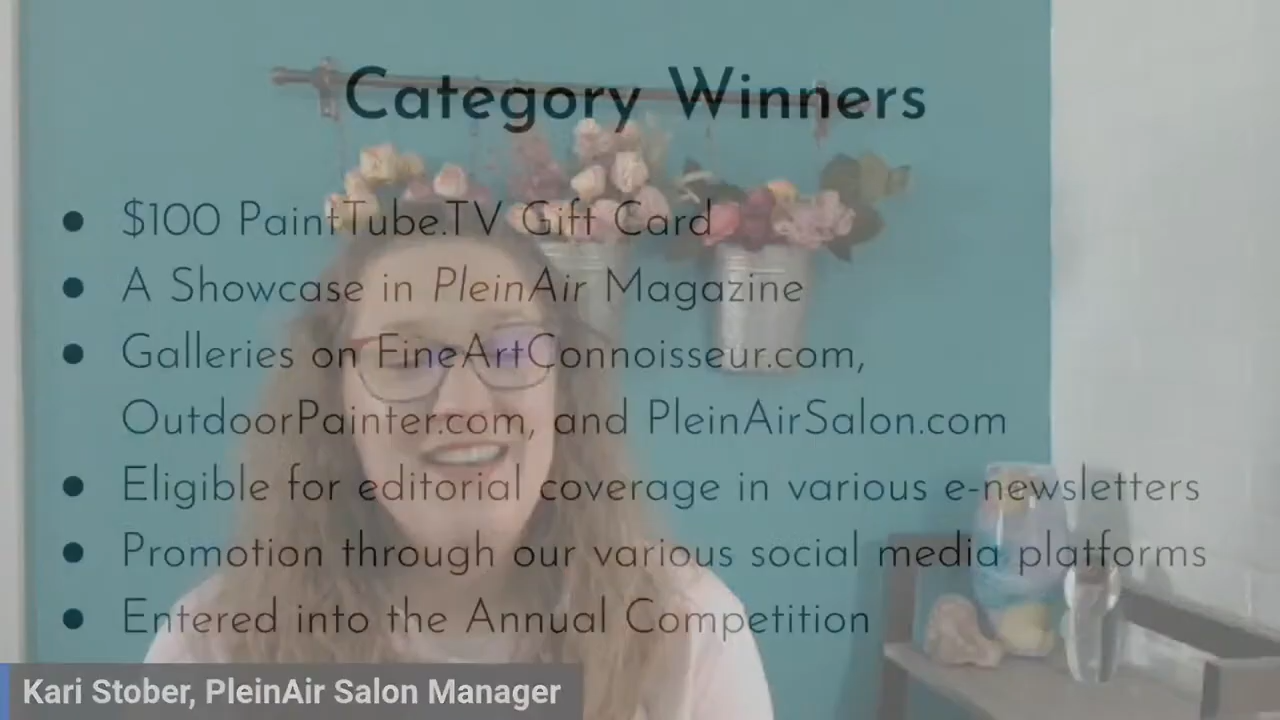 Category Winners
$100 PaintTube.TV Gift Card
A Showcase in PleinAir Magazine
Galleries on FineArtConnoisseur.com,
OutdoorPainter.com, and PleinAirSalon.com
Eligible for editorial coverage in various e-newsletters
Promotion through our various social media platforms
Entered into the Annual Competition
Kari Stober, PleinAir Salon Manager